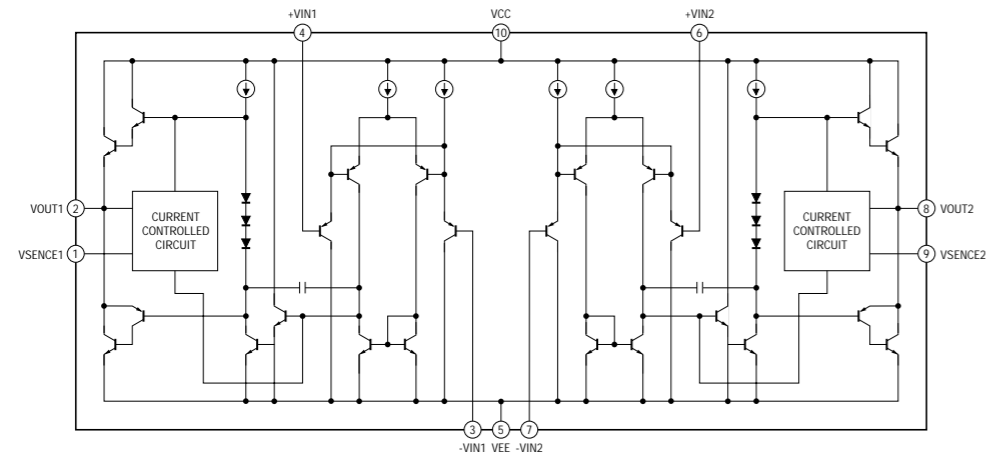 +VIN1
VCC
+VIN2
4
10
6
VOUT1
2
CURRENT
CONTROLLED
CIRCUIT
VSENCE1
1
CURRENT
CONTROLLED
CIRCUIT
8
VOUT2
9
VSENCE2
3
5
7
-VIN1
VEE
-VIN2